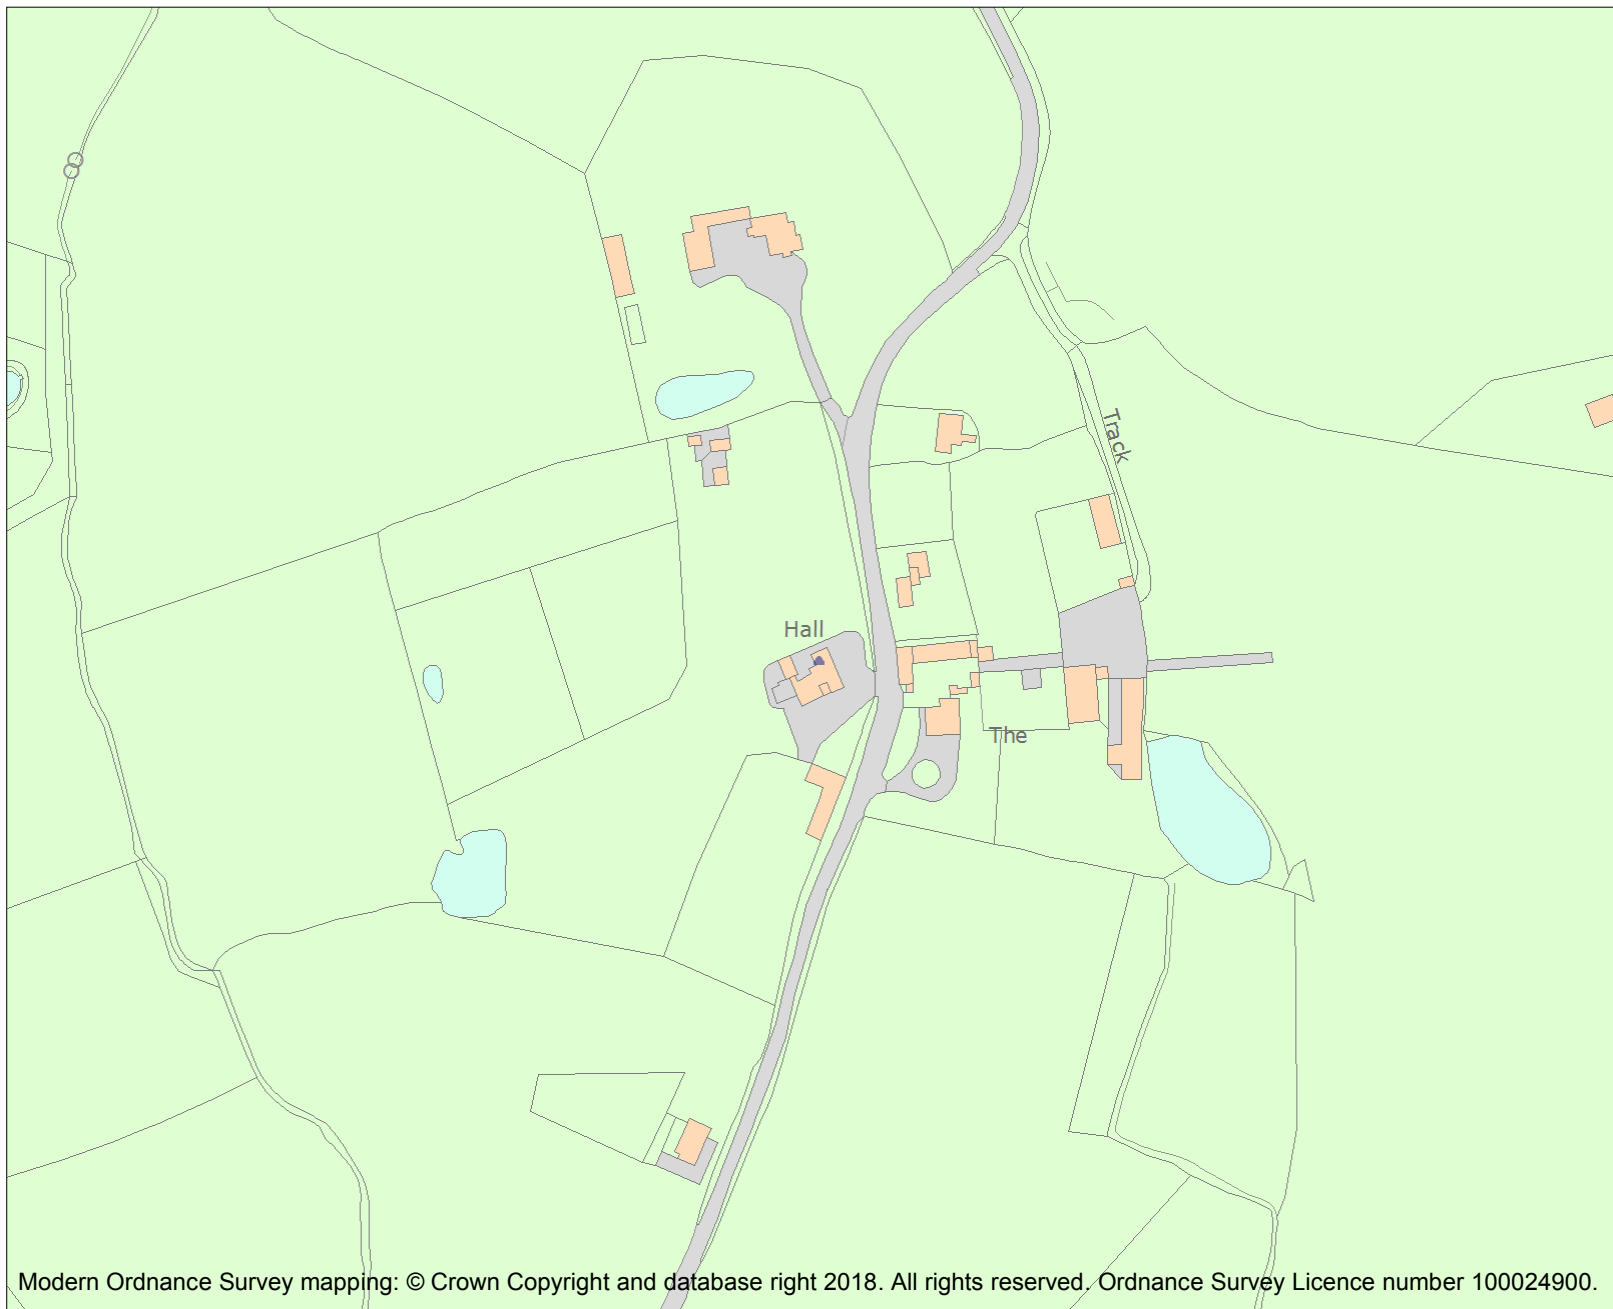 Track
Hall
The
Modern Ordnance Survey mapping: © Crown Copyright and database right 2018. All rights reserved. Ordnance Survey Licence number 100024900.